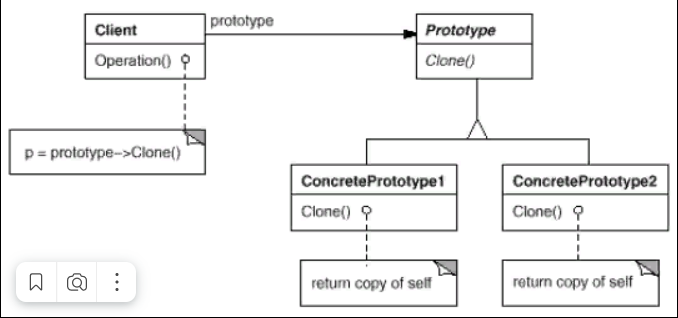 Client
prototype
Prototype
Operation()
Clone()
p = prototype–>Clone()
ConcretePrototype1
ConcretePrototype2
Clone()
Clone()
return copy of self
return copy of self